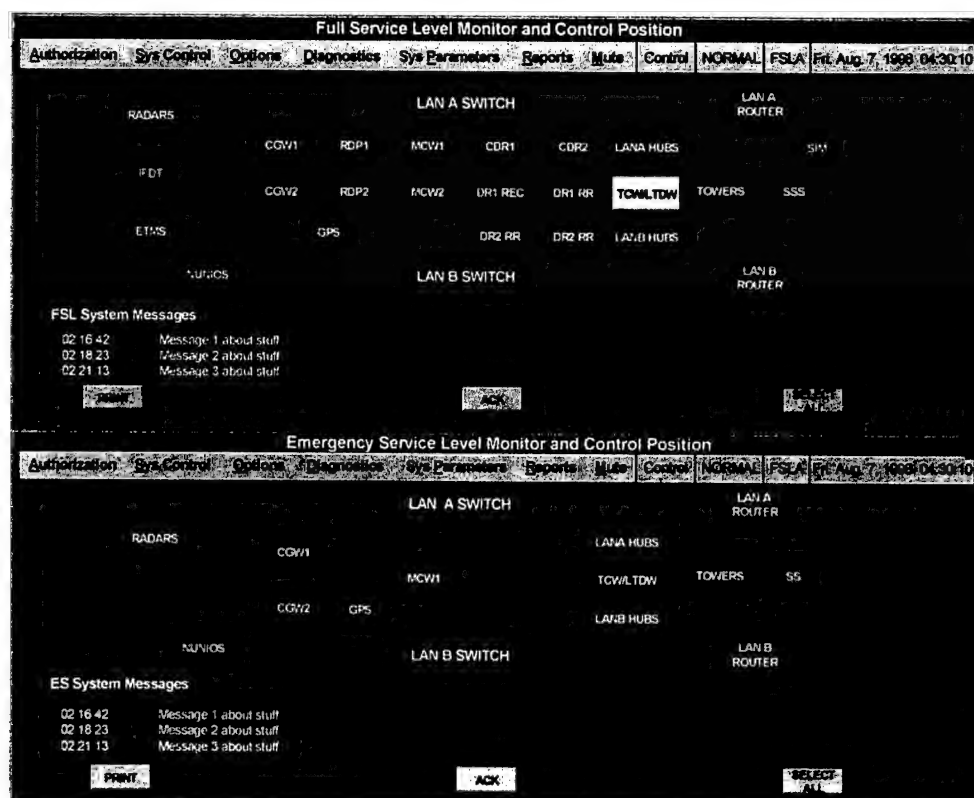 Full Service Level Monitor and Control Position
Authorization Sys Control Options Diagnostics Sys Parameters Reports Mute Control NORMAL FSLA Fri. Aug. 7, 1998 04:30:10
LAN A SWITCH
LAN A
ROUTER
RADARS
CGW1 RDP1 MCW1 CDR1 CDR2 LANA HUBS SIM
IFDT
CGW2 RDP2 MCW2 DR1 REC DR1 RR TCW/LTDW TOWERS SSS
ETMS GPS DR2 RR DR2 RR LANB HUBS
NUNIOS
LAN B SWITCH
LAN B
ROUTER
FSL System Messages
02 16 42 Message 1 about stuff
02 18 23 Message 2 about stuff
02 21 13 Message 3 about stuff
PRINT ACK SELECT
ALL
Emergency Service Level Monitor and Control Position
Authorization Sys Control Options Diagnostics Sys Parameters Reports Mute Control NORMAL FSLA Fri. Aug. 7, 1998 04:30:10
LAN A SWITCH
LAN A
ROUTER
RADARS
CGW1
LANA HUBS
MCW1 TCW/LTDW TOWERS SS
CGW2 GPS
LANB HUBS
NUNIOS
LAN B SWITCH
LAN B
ROUTER
ES System Messages
02 16 42 Message 1 about stuff
02 18 23 Message 2 about stuff
02 21 13 Message 3 about stuff
PRINT ACK SELECT
ALL